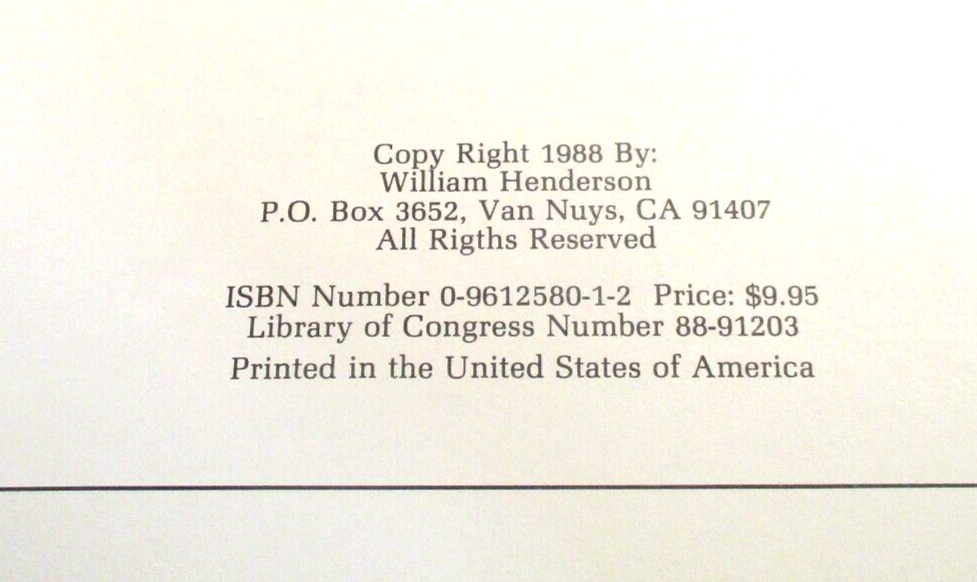 Copy Right 1988 By:
William Henderson
P.O. Box 3652, Van Nuys, CA 91407
All Rigths Reserved
ISBN Number 0-9612580-1-2 Price: $9.95
Library of Congress Number 88-91203
Printed in the United States of America